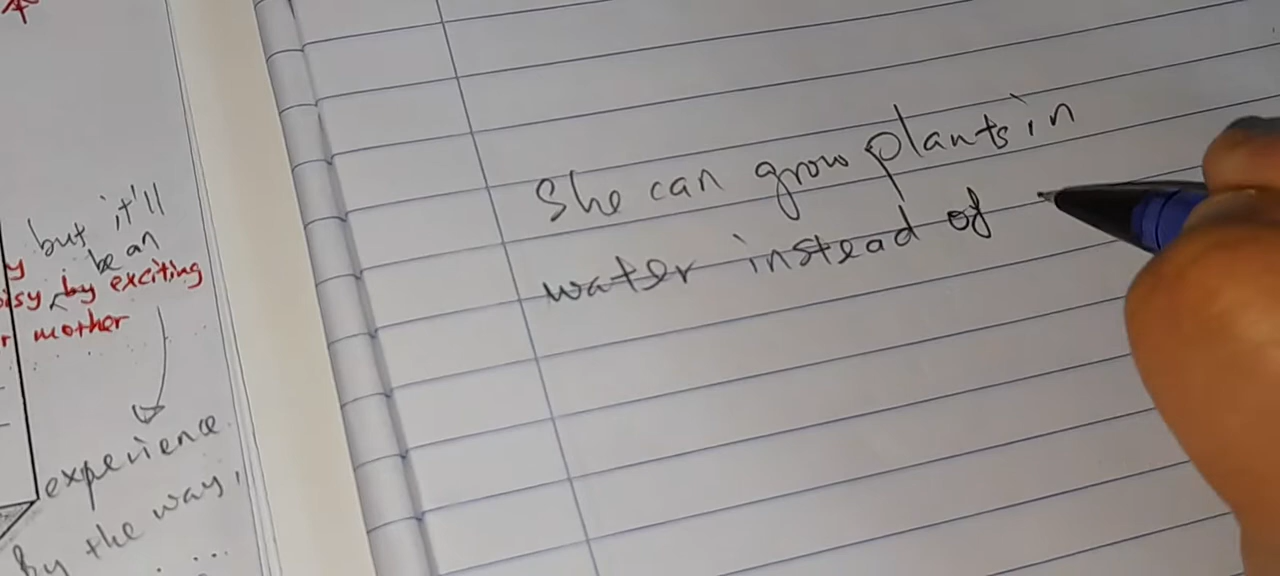 but it'll
be an
by exciting
mother
experience
By the way,
....
She can grow plants in
water instead of